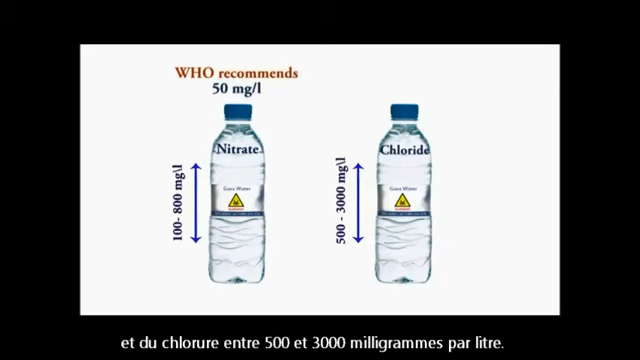 WHO recommends
50 mg/l
Nitrate
Chloride
100- 800 mg\l
500 - 3000 mg\l
Gaza Water
Gaza Water
et du chlorure entre 500 et 3000 milligrammes par litre.